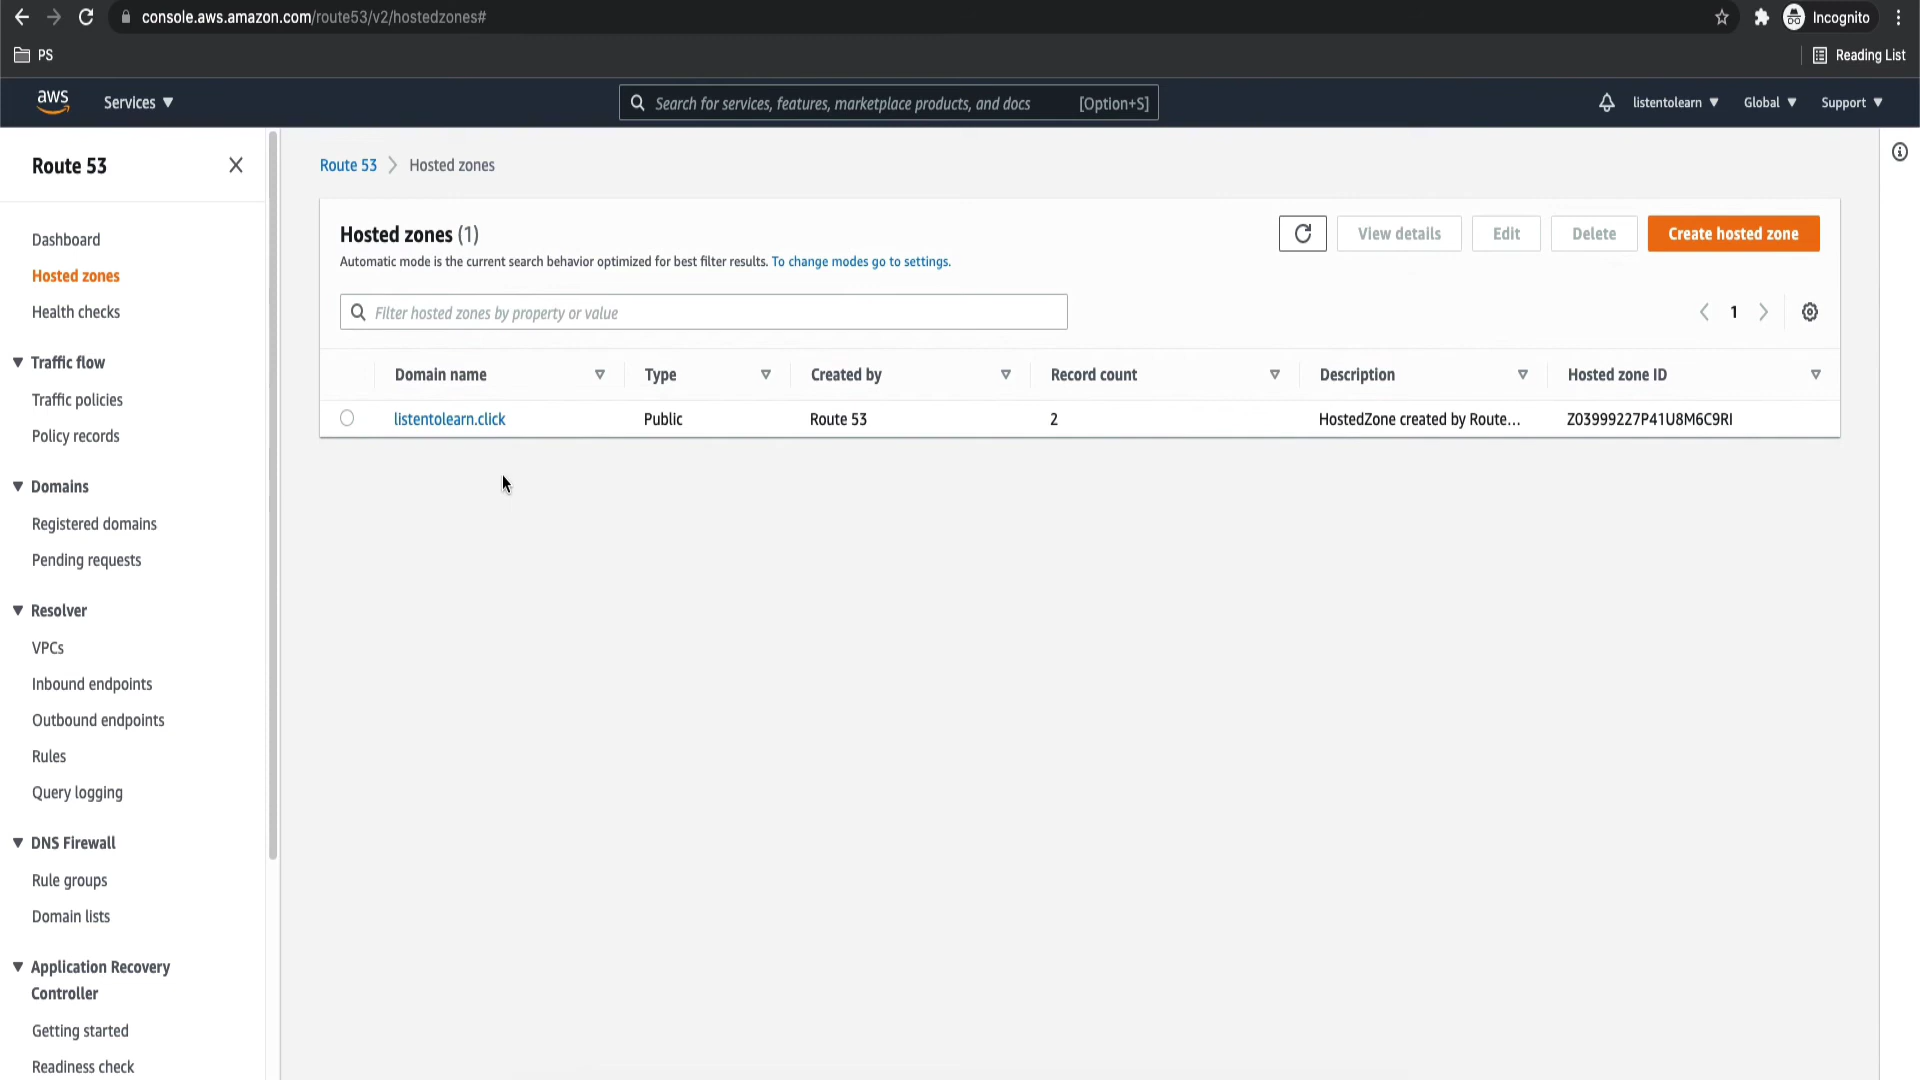 console.aws.amazon.com/route53/v2/hostedzones#
Incognito
PS
Reading List
aws
Services
Search for services, features, marketplace products, and docs
[Option+S]
listentolearn
Global
Support
Route 53
Dashboard
Hosted zones
Health checks
Traffic flow
Traffic policies
Policy records
Domains
Registered domains
Pending requests
Resolver
VPCs
Inbound endpoints
Outbound endpoints
Rules
Query logging
DNS Firewall
Rule groups
Domain lists
Application Recovery
Controller
Getting started
Readiness check
Route 53 > Hosted zones
Hosted zones (1)
Automatic mode is the current search behavior optimized for best filter results. To change modes go to settings.
View details
Edit
Delete
Create hosted zone
Filter hosted zones by property or value
1
Domain name Type Created by Record count Description Hosted zone ID
listentolearn.click Public Route 53 2 HostedZone created by Route... Z03999227P41U8M6C9RI